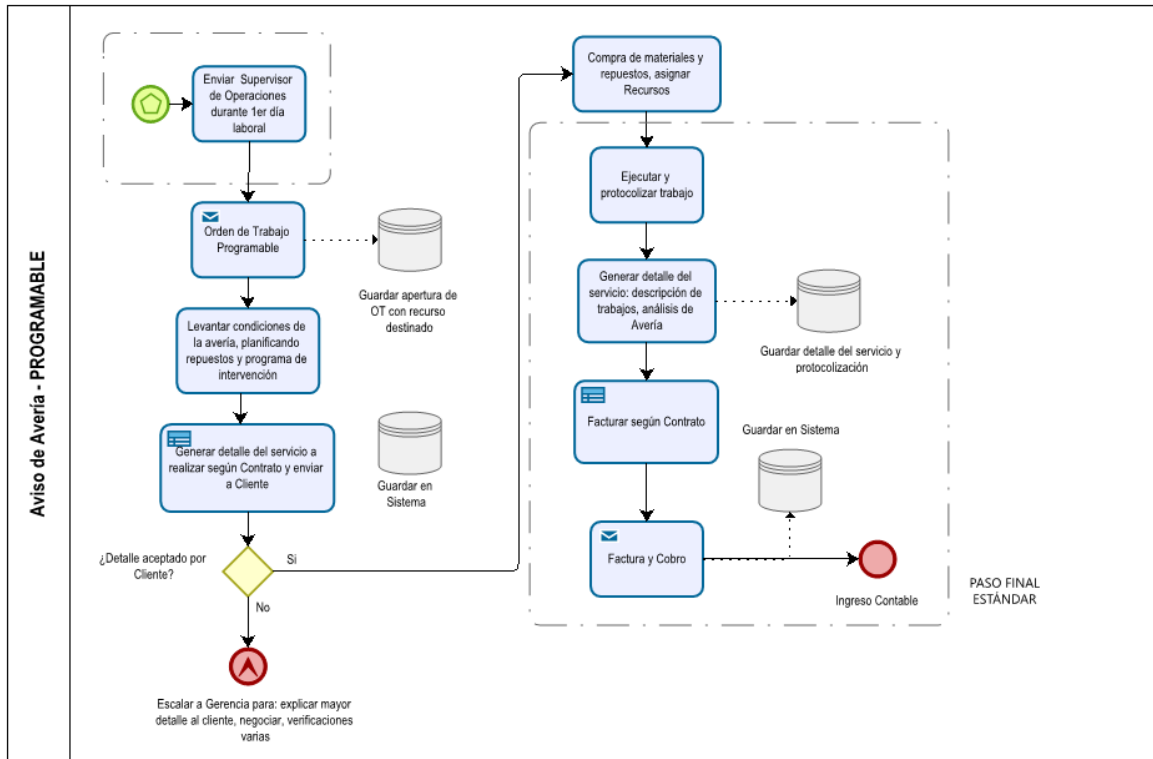 Aviso de Avería - PROGRAMABLE
Enviar Supervisor
de Operaciones
durante 1er día
laboral
Orden de Trabajo
Programable
Guardar apertura de
OT con recurso
destinado
Levantar condiciones de
la avería, planificando
repuestos y programa de
intervención
Generar detalle del servicio a
realizar según Contrato y enviar
a Cliente
Guardar en
Sistema
¿Detalle aceptado por
Cliente?
Si
No
Escalar a Gerencia para: explicar mayor
detalle al cliente, negociar, verificaciones
varias
Compra de materiales y
repuestos, asignar
Recursos
Ejecutar y
protocolizar trabajo
Generar detalle del
servicio: descripción de
trabajos, análisis de
Avería
Guardar detalle del servicio y
protocolización
Facturar según Contrato
Guardar en Sistema
Factura y Cobro
Ingreso Contable
PASO FINAL
ESTÁNDAR